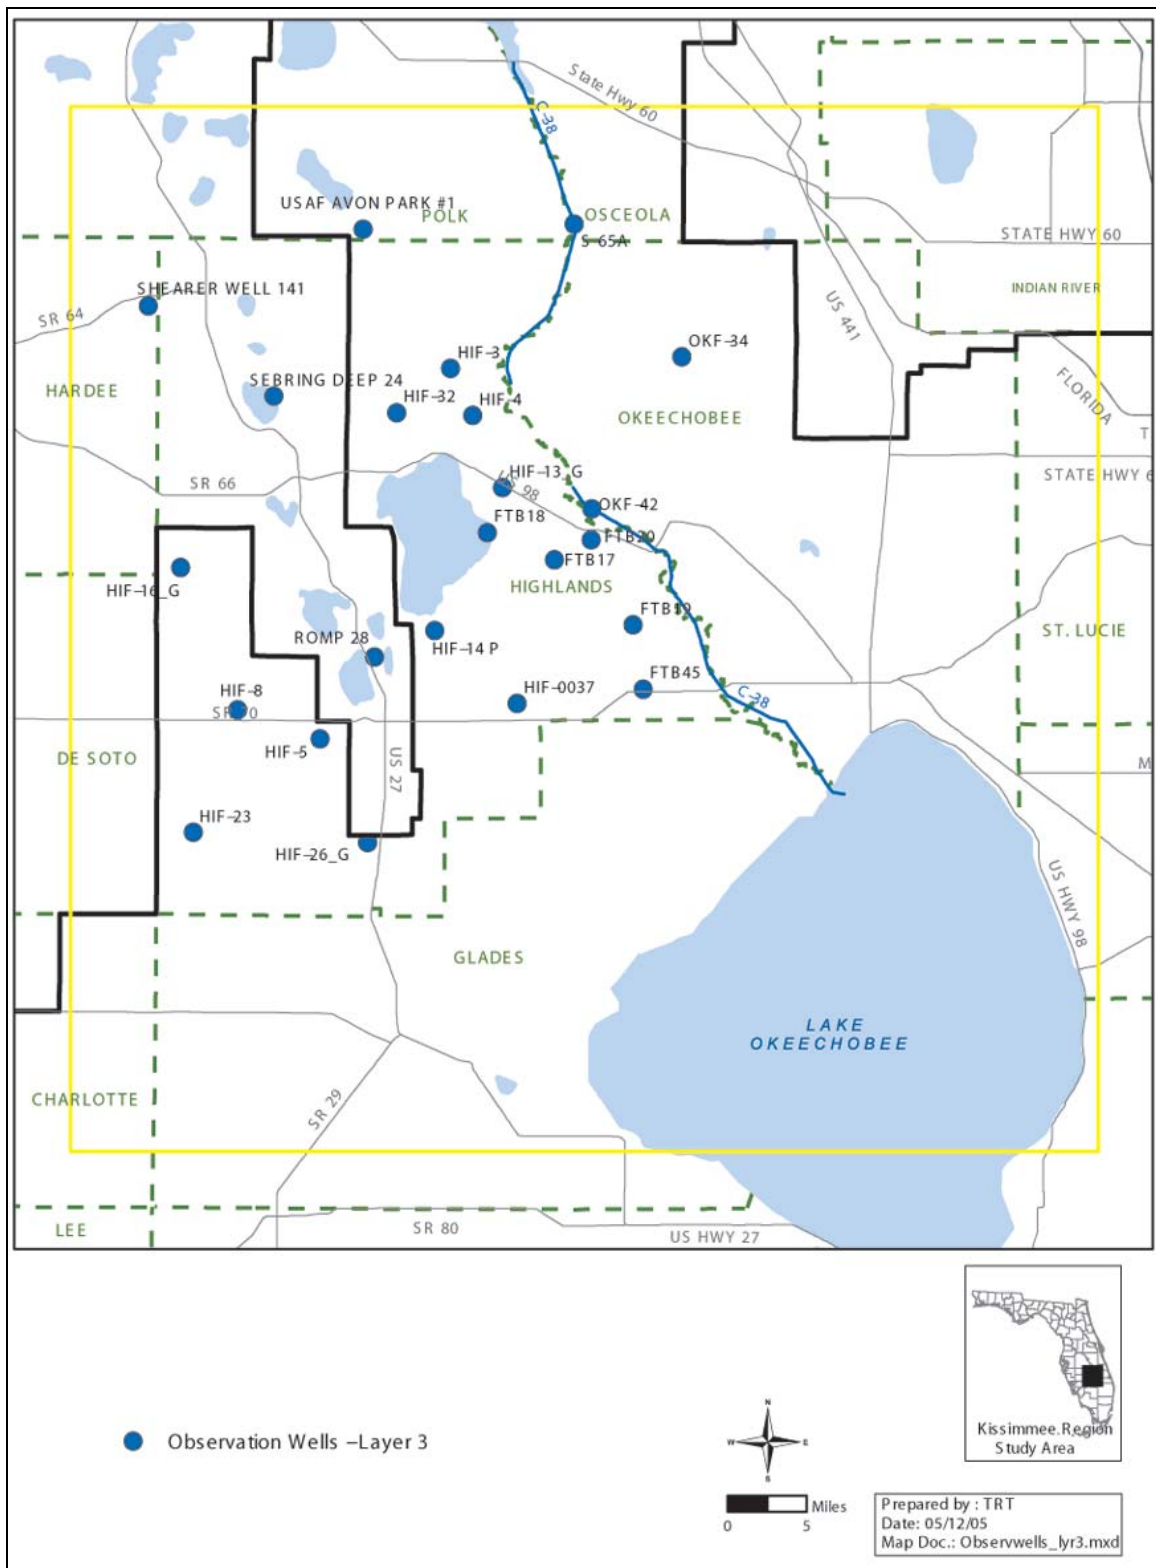 State Hwy 60
C-38
USAF AVON PARK #1
POLK
OSCEOLA
S-65A
STATE HWY 60
SHEARER WELL 141
INDIAN RIVER
SR 64
US 441
HIF-3
OKF-34
HARDEE
SEBRING DEEP 24
HIF-32
HIF-4
FLORIDA
OKEECHOBEE
T
HIF-13_G
STATE HWY 6
SR 66
US 98
OKF-42
FTB18
FTB20
FTB17
HIF-16_G
HIGHLANDS
FTB19
ST. LUCIE
ROMP 28
HIF-14 P
FTB45
HIF-8
HIF-0037
C-38
SR 70
HIF-5
DE SOTO
US 27
M
HIF-23
HIF-26_G
US HWY 98
GLADES
LAKE
OKEECHOBEE
CHARLOTTE
SR 29
LEE
SR 80
US HWY 27
Kissimmee.Region
Study Area
N
W
E
S
Observation Wells –Layer 3
Miles
0
5
Prepared by : TRT
Date: 05/12/05
Map Doc.: Observwells_lyr3.mxd